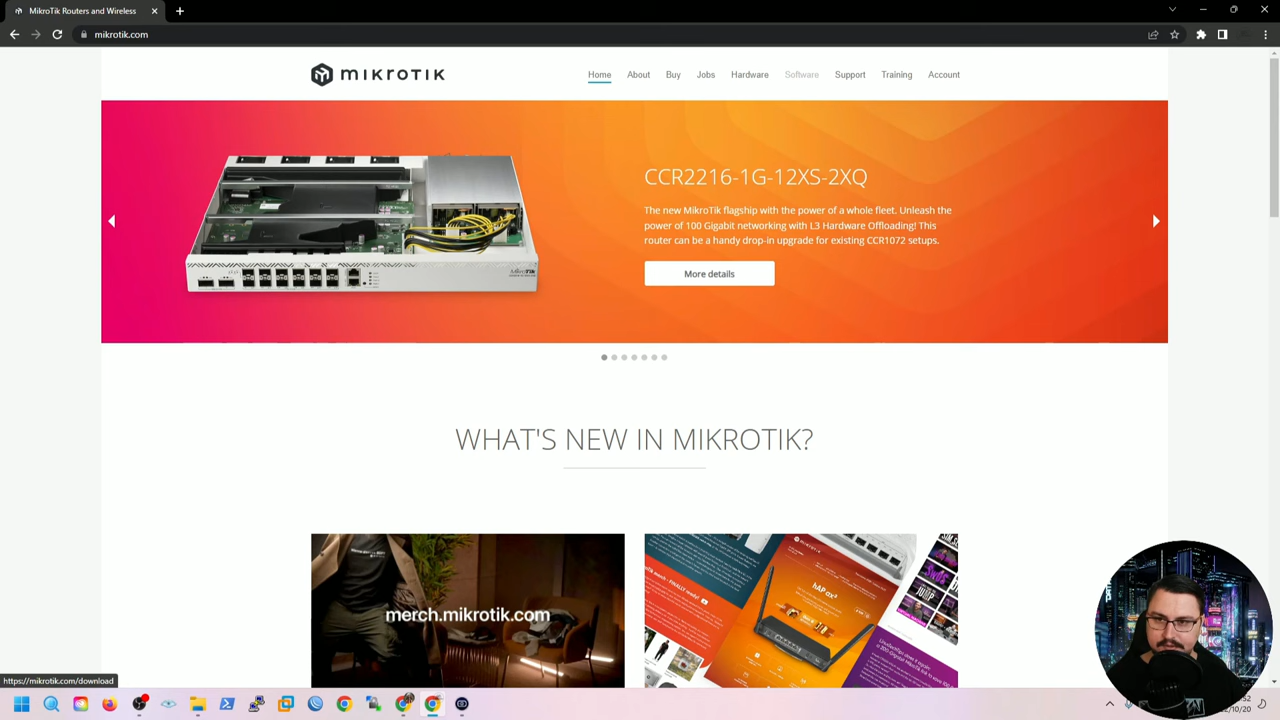 MikroTik Routers and Wireless
mikrotik.com
MIKROTIK
Home About Buy Jobs Hardware Software Support Training Account
CCR2216-1G-12XS-2XQ
The new MikroTik flagship with the power of a whole fleet. Unleash the
power of 100 Gigabit networking with L3 Hardware Offloading! This
router can be a handy drop-in upgrade for existing CCR1072 setups.
More details
WHAT'S NEW IN MIKROTIK?
merch.mikrotik.com
MIKROTIK
hAP ax²
https://mikrotik.com/download